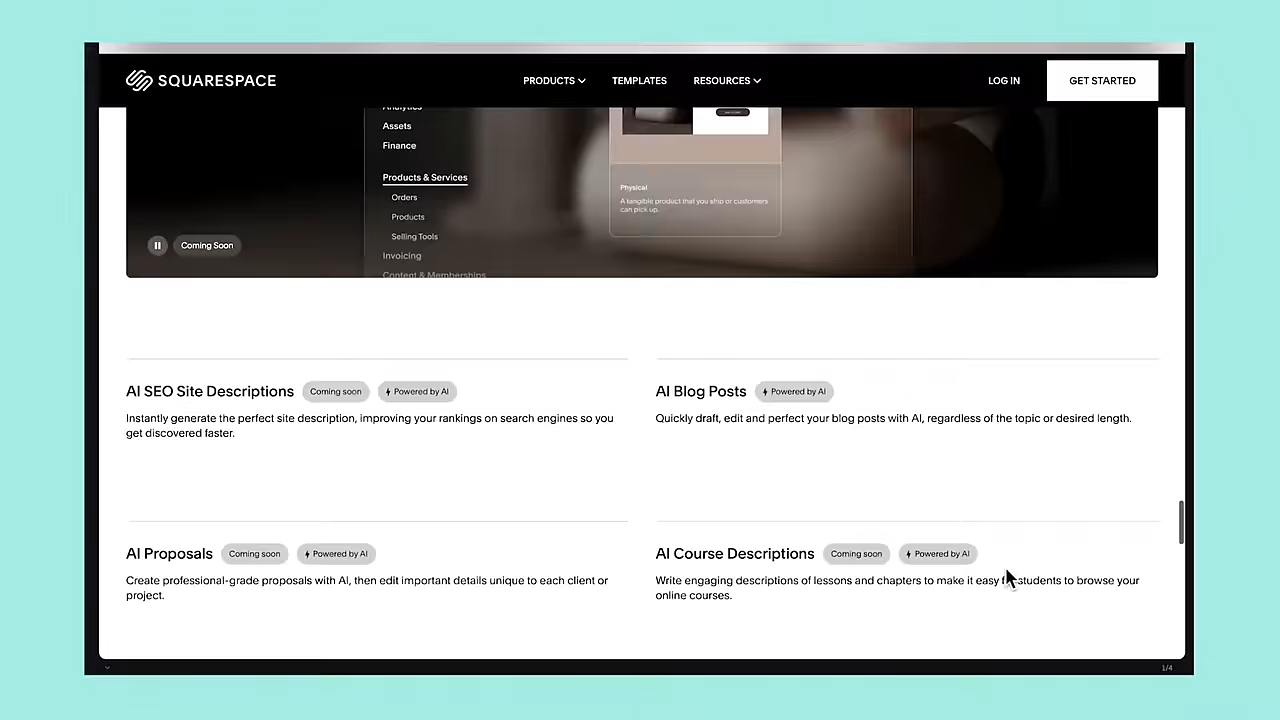 SQUARESPACE
PRODUCTS
TEMPLATES
RESOURCES
LOG IN
GET STARTED
Analytics
Assets
Finance
Products & Services
Orders
Products
Selling Tools
Invoicing
Content & Memberships
Physical
A tangible product that you ship or customers
can pick up.
Coming Soon
AI SEO Site Descriptions Coming soon Powered by AI
Instantly generate the perfect site description, improving your rankings on search engines so you
get discovered faster.
AI Blog Posts Powered by AI
Quickly draft, edit and perfect your blog posts with AI, regardless of the topic or desired length.
AI Proposals Coming soon Powered by AI
Create professional-grade proposals with AI, then edit important details unique to each client or
project.
AI Course Descriptions Coming soon Powered by AI
Write engaging descriptions of lessons and chapters to make it easy students to browse your
online courses.
1/4